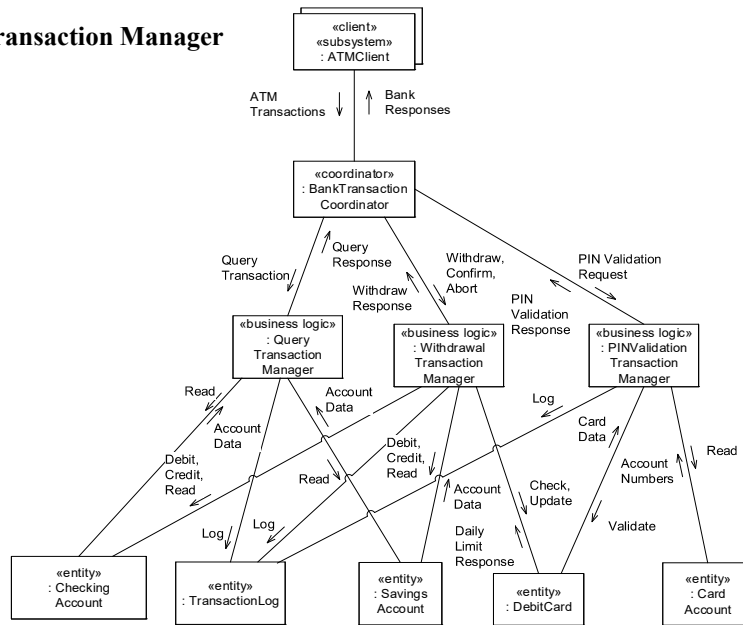 ransaction Manager
«client»
«subsystem»
: ATMClient
ATM
Transactions
Bank
Responses
«coordinator»
: BankTransaction
Coordinator
Query
Transaction
Query
Response
Withdraw
Response
Withdraw,
Confirm,
Abort
PIN
Validation
Response
PIN Validation
Request
«business logic»
: Query
Transaction
Manager
«business logic»
: Withdrawal
Transaction
Manager
«business logic»
: PINValidation
Transaction
Manager
Read
Account
Data
Account
Data
Log
Card
Data
Debit,
Credit,
Read
Read
Debit,
Credit,
Read
Account
Data
Check,
Update
Account
Numbers
Read
Log
Log
Daily
Limit
Response
Validate
«entity»
: Checking
Account
«entity»
: TransactionLog
«entity»
: Savings
Account
«entity»
: DebitCard
«entity»
: Card
Account